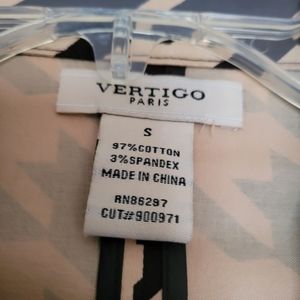 VERTIGO
PARIS
S
97%COTTON
3%SPANDEX
MADE IN CHINA
RN86297
CUT#900971